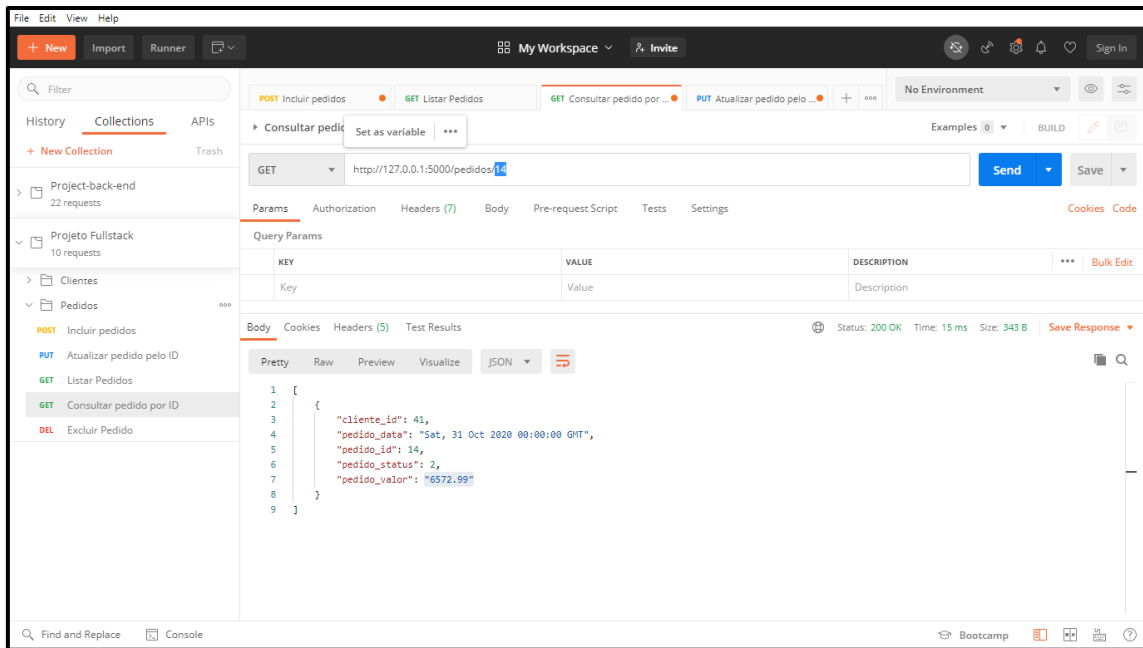 File Edit View Help
+ New Import Runner My Workspace Invite Sign In
Filter
History Collections APIs
+ New Collection Trash
Project-back-end
22 requests
Projeto Fullstack
10 requests
Clientes
Pedidos
POST Incluir pedidos
PUT Atualizar pedido pelo ID
GET Listar Pedidos
GET Consultar pedido por ID
DEL Excluir Pedido
POST Incluir pedidos GET Listar Pedidos GET Consultar pedido por ... PUT Atualizar pedido pelo ... + No Environment
Consultar pedic Set as variable ••• Examples 0 BUILD
GET http://127.0.0.1:5000/pedidos/14 Send Save
Params Authorization Headers (7) Body Pre-request Script Tests Settings Cookies Code
Query Params
KEY VALUE DESCRIPTION ••• Bulk Edit
Key Value Description
Body Cookies Headers (5) Test Results Status: 200 OK Time: 15 ms Size: 343 B Save Response
Pretty Raw Preview Visualize JSON
1 [
2 {
3 "cliente_id": 41,
4 "pedido_data": "Sat, 31 Oct 2020 00:00:00 GMT",
5 "pedido_id": 14,
6 "pedido_status": 2,
7 "pedido_valor": "6572.99"
8 }
9 ]
Find and Replace Console Bootcamp